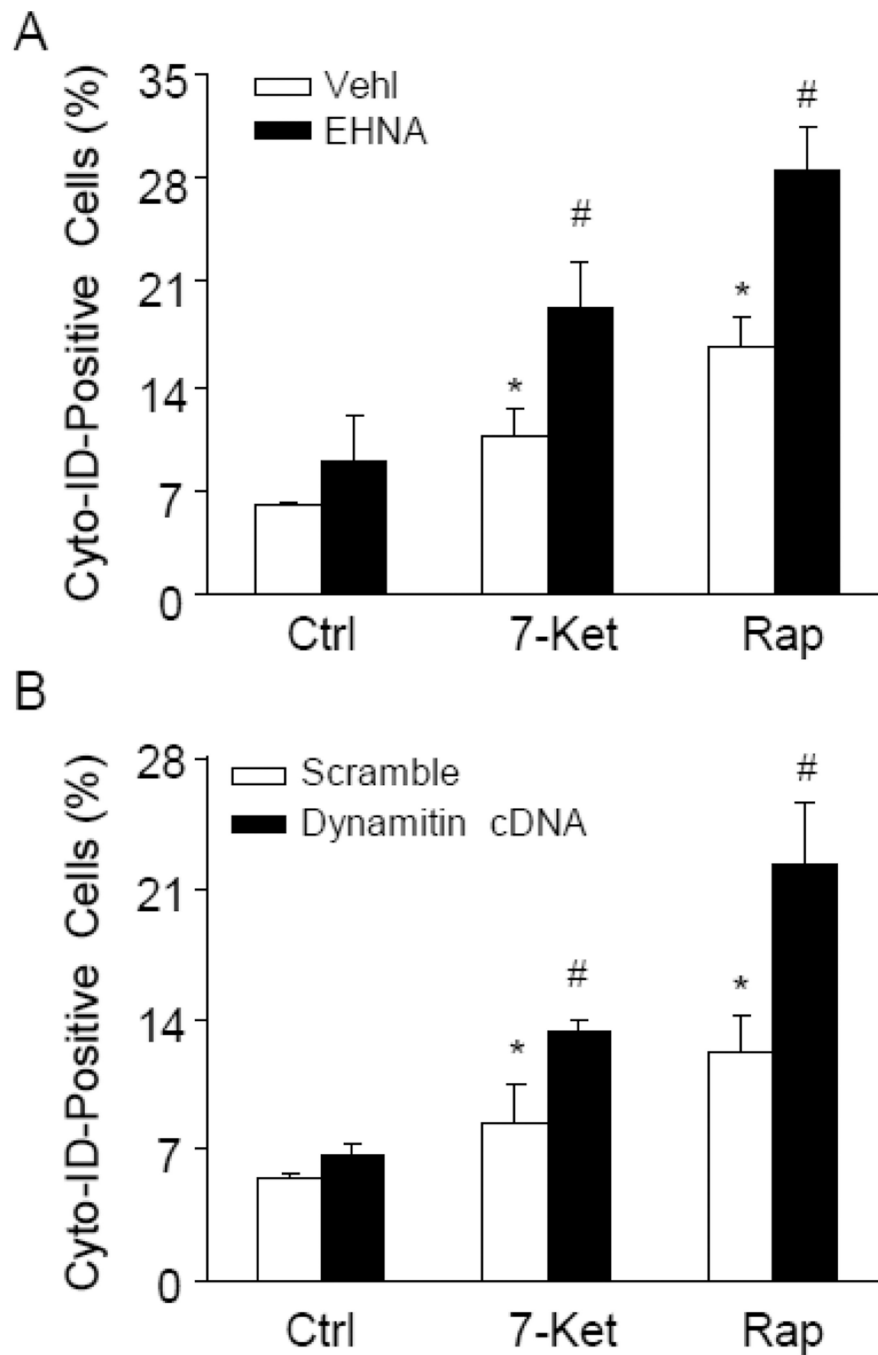 A
Cyto-ID-Positive Cells (%)
35
28
21
14
7
0
Vehl
EHNA
*
#
*
#
Ctrl
7-Ket
Rap
B
Cyto-ID-Positive Cells (%)
28
21
14
7
0
Scramble
Dynamitin cDNA
*
#
*
#
Ctrl
7-Ket
Rap